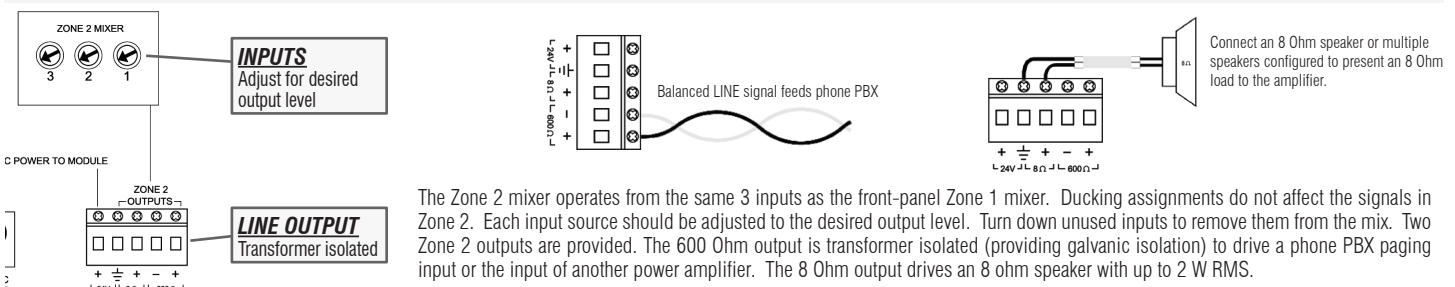 ZONE 2 MIXER
3 2 1
INPUTS
Adjust for desired
output level
C POWER TO MODULE
ZONE 2
OUTPUTS
LINE OUTPUT
Transformer isolated
+ ⏚ + − +
24V 8Ω 600Ω
+ ⏚ + − +
Balanced LINE signal feeds phone PBX
8Ω
Connect an 8 Ohm speaker or multiple
speakers configured to present an 8 Ohm
load to the amplifier.
+ ⏚ + − +
24V 8Ω 600Ω
The Zone 2 mixer operates from the same 3 inputs as the front-panel Zone 1 mixer. Ducking assignments do not affect the signals in
Zone 2. Each input source should be adjusted to the desired output level. Turn down unused inputs to remove them from the mix. Two
Zone 2 outputs are provided. The 600 Ohm output is transformer isolated (providing galvanic isolation) to drive a phone PBX paging
input or the input of another power amplifier. The 8 Ohm output drives an 8 ohm speaker with up to 2 W RMS.